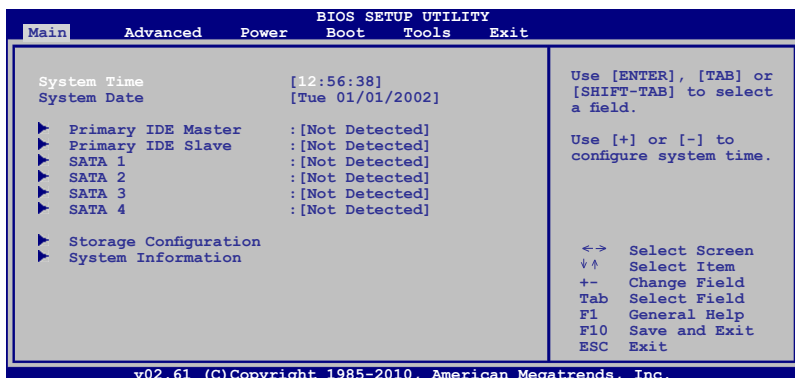 BIOS SETUP UTILITY
Main Advanced Power Boot Tools Exit
System Time [12:56:38]
System Date [Tue 01/01/2002]
Primary IDE Master :[Not Detected]
Primary IDE Slave :[Not Detected]
SATA 1 :[Not Detected]
SATA 2 :[Not Detected]
SATA 3 :[Not Detected]
SATA 4 :[Not Detected]
Storage Configuration
System Information
Use [ENTER], [TAB] or
[SHIFT-TAB] to select
a field.
Use [+] or [-] to
configure system time.
←→ Select Screen
↓↑ Select Item
+- Change Field
Tab Select Field
F1 General Help
F10 Save and Exit
ESC Exit
v02.61 (C)Copyright 1985-2010, American Megatrends, Inc.